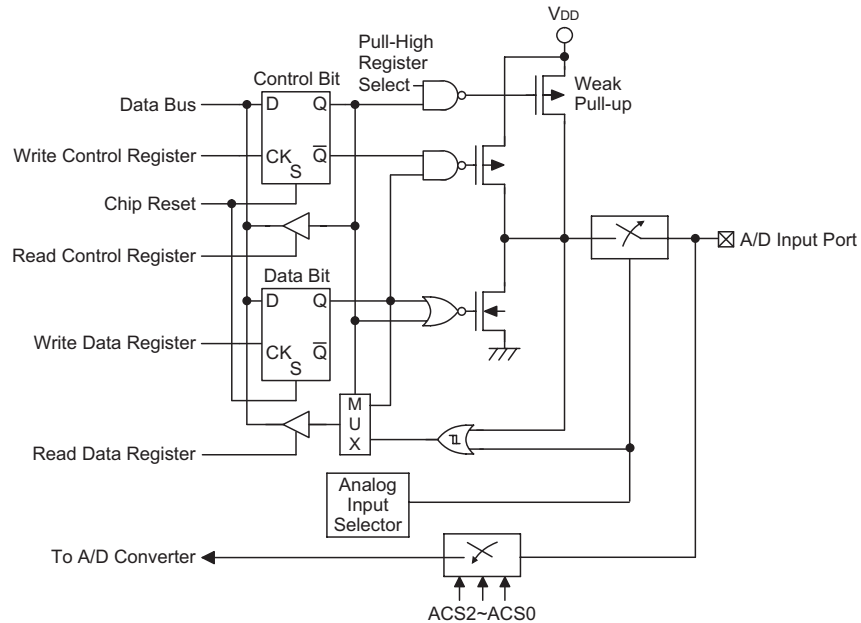 VDD
Pull-High
Register
Select
Weak
Pull-up
Control Bit
Data Bus
D
Q
Write Control Register
CK
Q̅
S
Chip Reset
Read Control Register
A/D Input Port
Data Bit
D
Q
Write Data Register
CK
Q̅
S
M
U
X
Read Data Register
Analog
Input
Selector
To A/D Converter
ACS2~ACS0